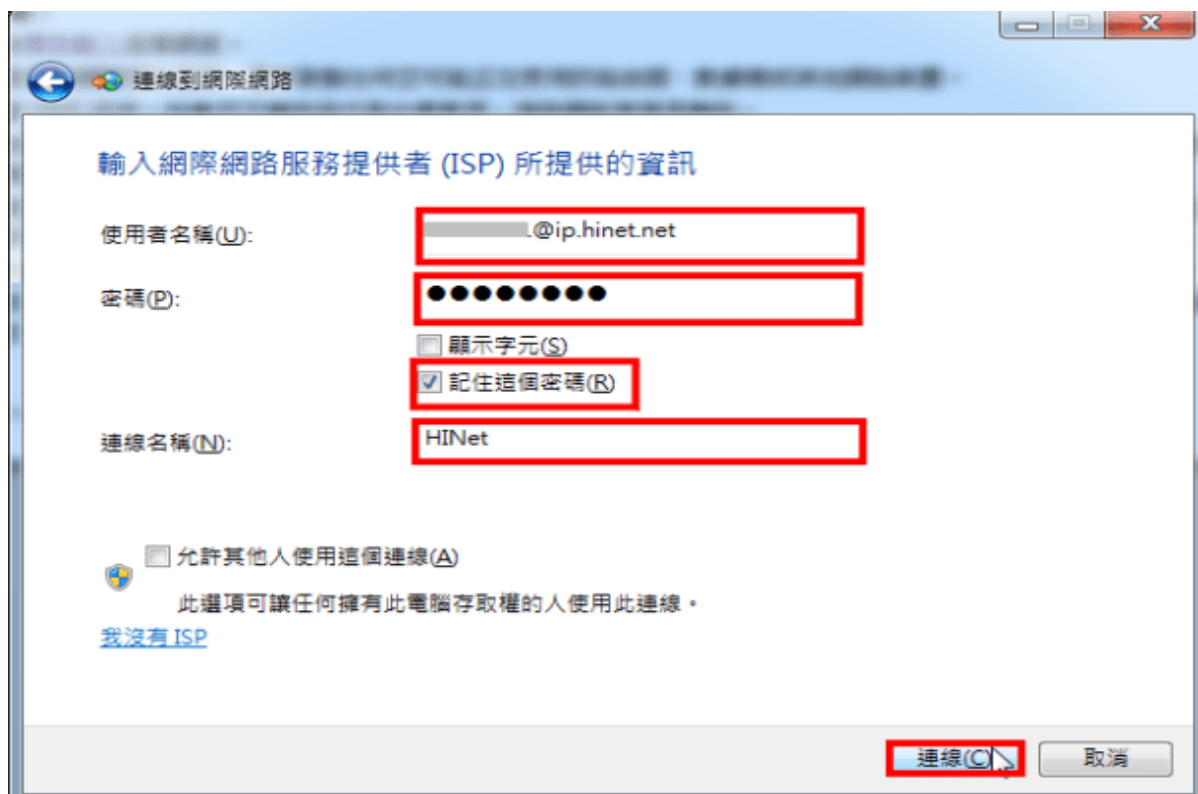 連線到網際網路
輸入網際網路服務提供者 (ISP) 所提供的資訊
使用者名稱(U):
.@ip.hinet.net
密碼(P):
●●●●●●●●
顯示字元(S)
記住這個密碼(R)
連線名稱(N):
HINet
允許其他人使用這個連線(A)
此選項可讓任何擁有此電腦存取權的人使用此連線。
我沒有 ISP
連線(C)
取消